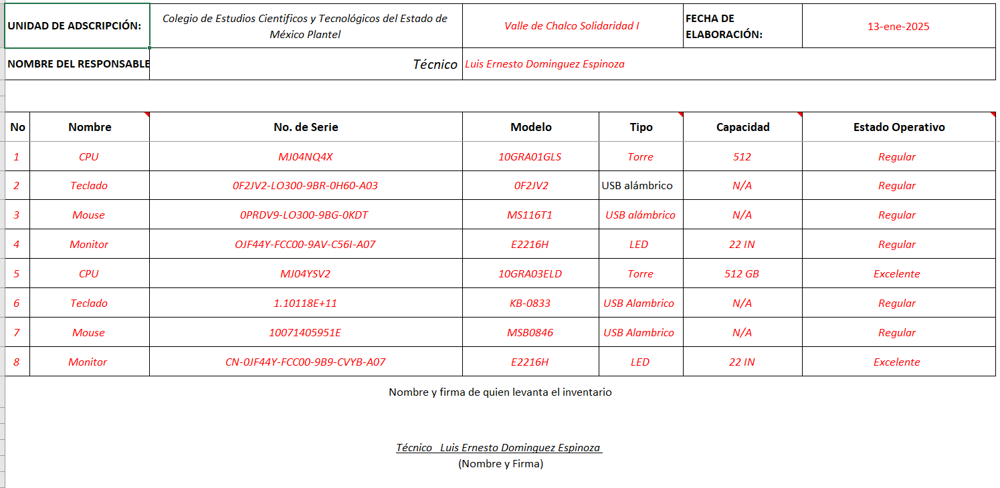 UNIDAD DE ADSCRIPCIÓN: Colegio de Estudios Cientificos y Tecnológicos del Estado de México Plantel Valle de Chalco Solidaridad I FECHA DE ELABORACIÓN: 13-ene-2025
NOMBRE DEL RESPONSABLE Técnico Luis Ernesto Dominguez Espinoza
No Nombre No. de Serie Modelo Tipo Capacidad Estado Operativo
1 CPU MJ04NQ4X 10GRA01GLS Torre 512 Regular
2 Teclado 0F2JV2-LO300-9BR-0H60-A03 0F2JV2 USB alámbrico N/A Regular
3 Mouse 0PRDV9-LO300-9BG-0KDT MS116T1 USB alámbrico N/A Regular
4 Monitor OJF44Y-FCC00-9AV-C56I-A07 E2216H LED 22 IN Regular
5 CPU MJ04YSV2 10GRA03ELD Torre 512 GB Excelente
6 Teclado 1.10118E+11 KB-0833 USB Alambrico N/A Regular
7 Mouse 10071405951E MSB0846 USB Alambrico N/A Regular
8 Monitor CN-0JF44Y-FCC00-9B9-CVYB-A07 E2216H LED 22 IN Excelente
Nombre y firma de quien levanta el inventario
Técnico Luis Ernesto Dominguez Espinoza
(Nombre y Firma)